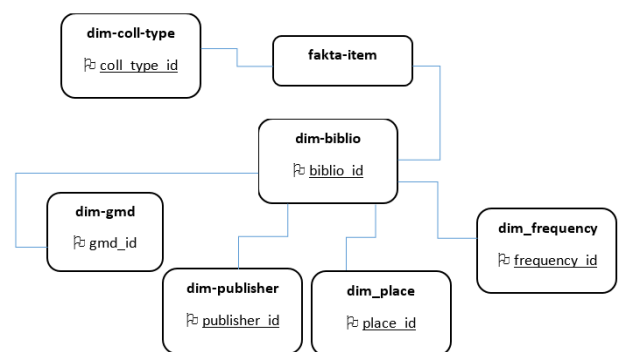 dim-coll-type
coll_type_id
fakta-item
dim-biblio
biblio_id
dim-gmd
gmd_id
dim-publisher
publisher_id
dim_place
place_id
dim_frequency
frequency_id